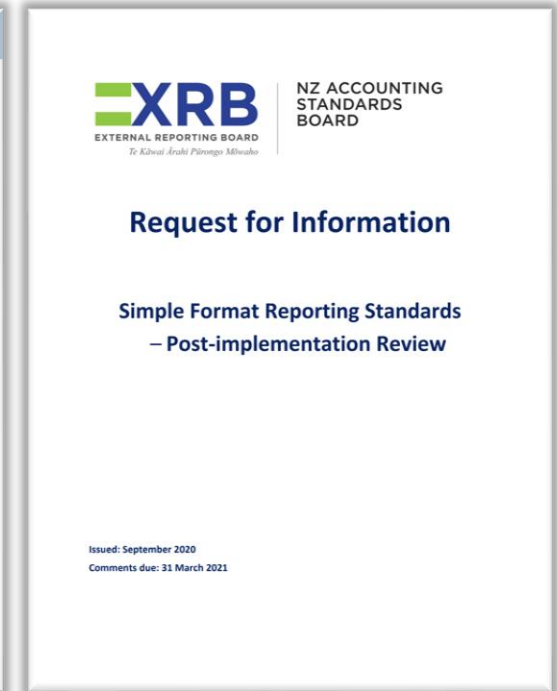 XRB
EXTERNAL REPORTING BOARD
Te Kāwai Ārahi Pūrongo Mōwaho
NZ ACCOUNTING
STANDARDS
BOARD
Request for Information
Simple Format Reporting Standards
– Post-implementation Review
Issued: September 2020
Comments due: 31 March 2021